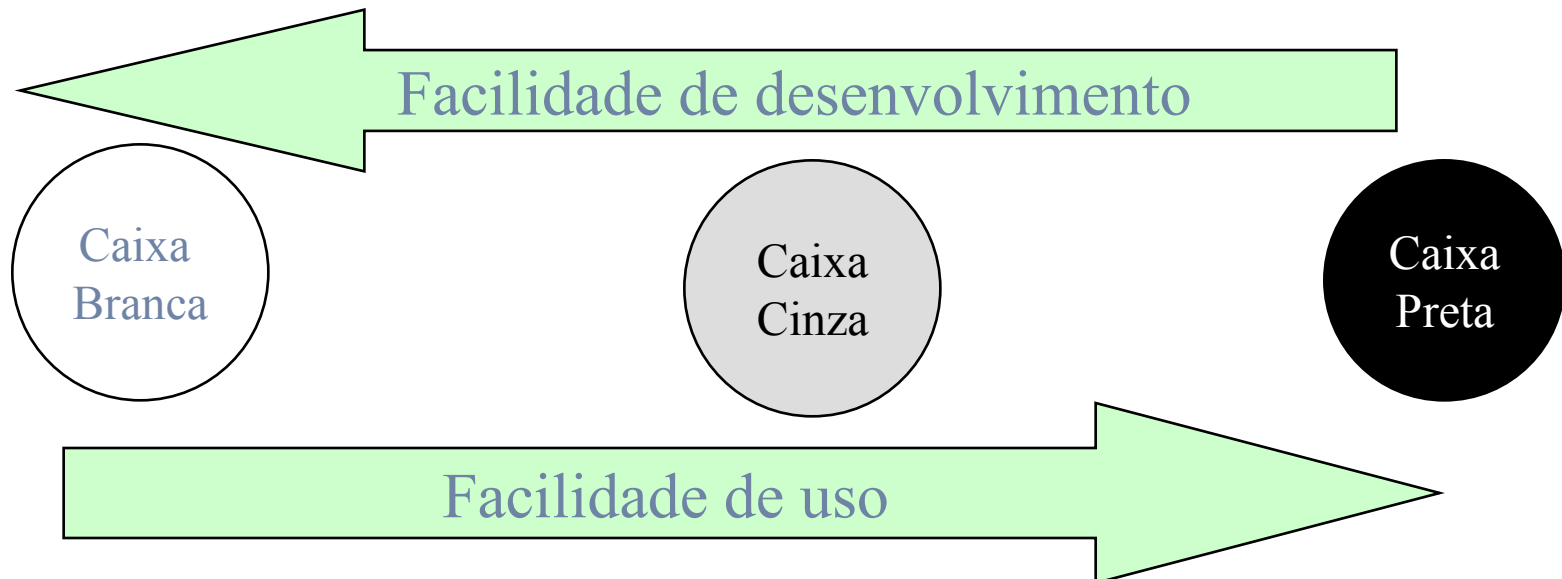 Facilidade de desenvolvimento
Caixa
Branca
Caixa
Cinza
Caixa
Preta
Facilidade de uso